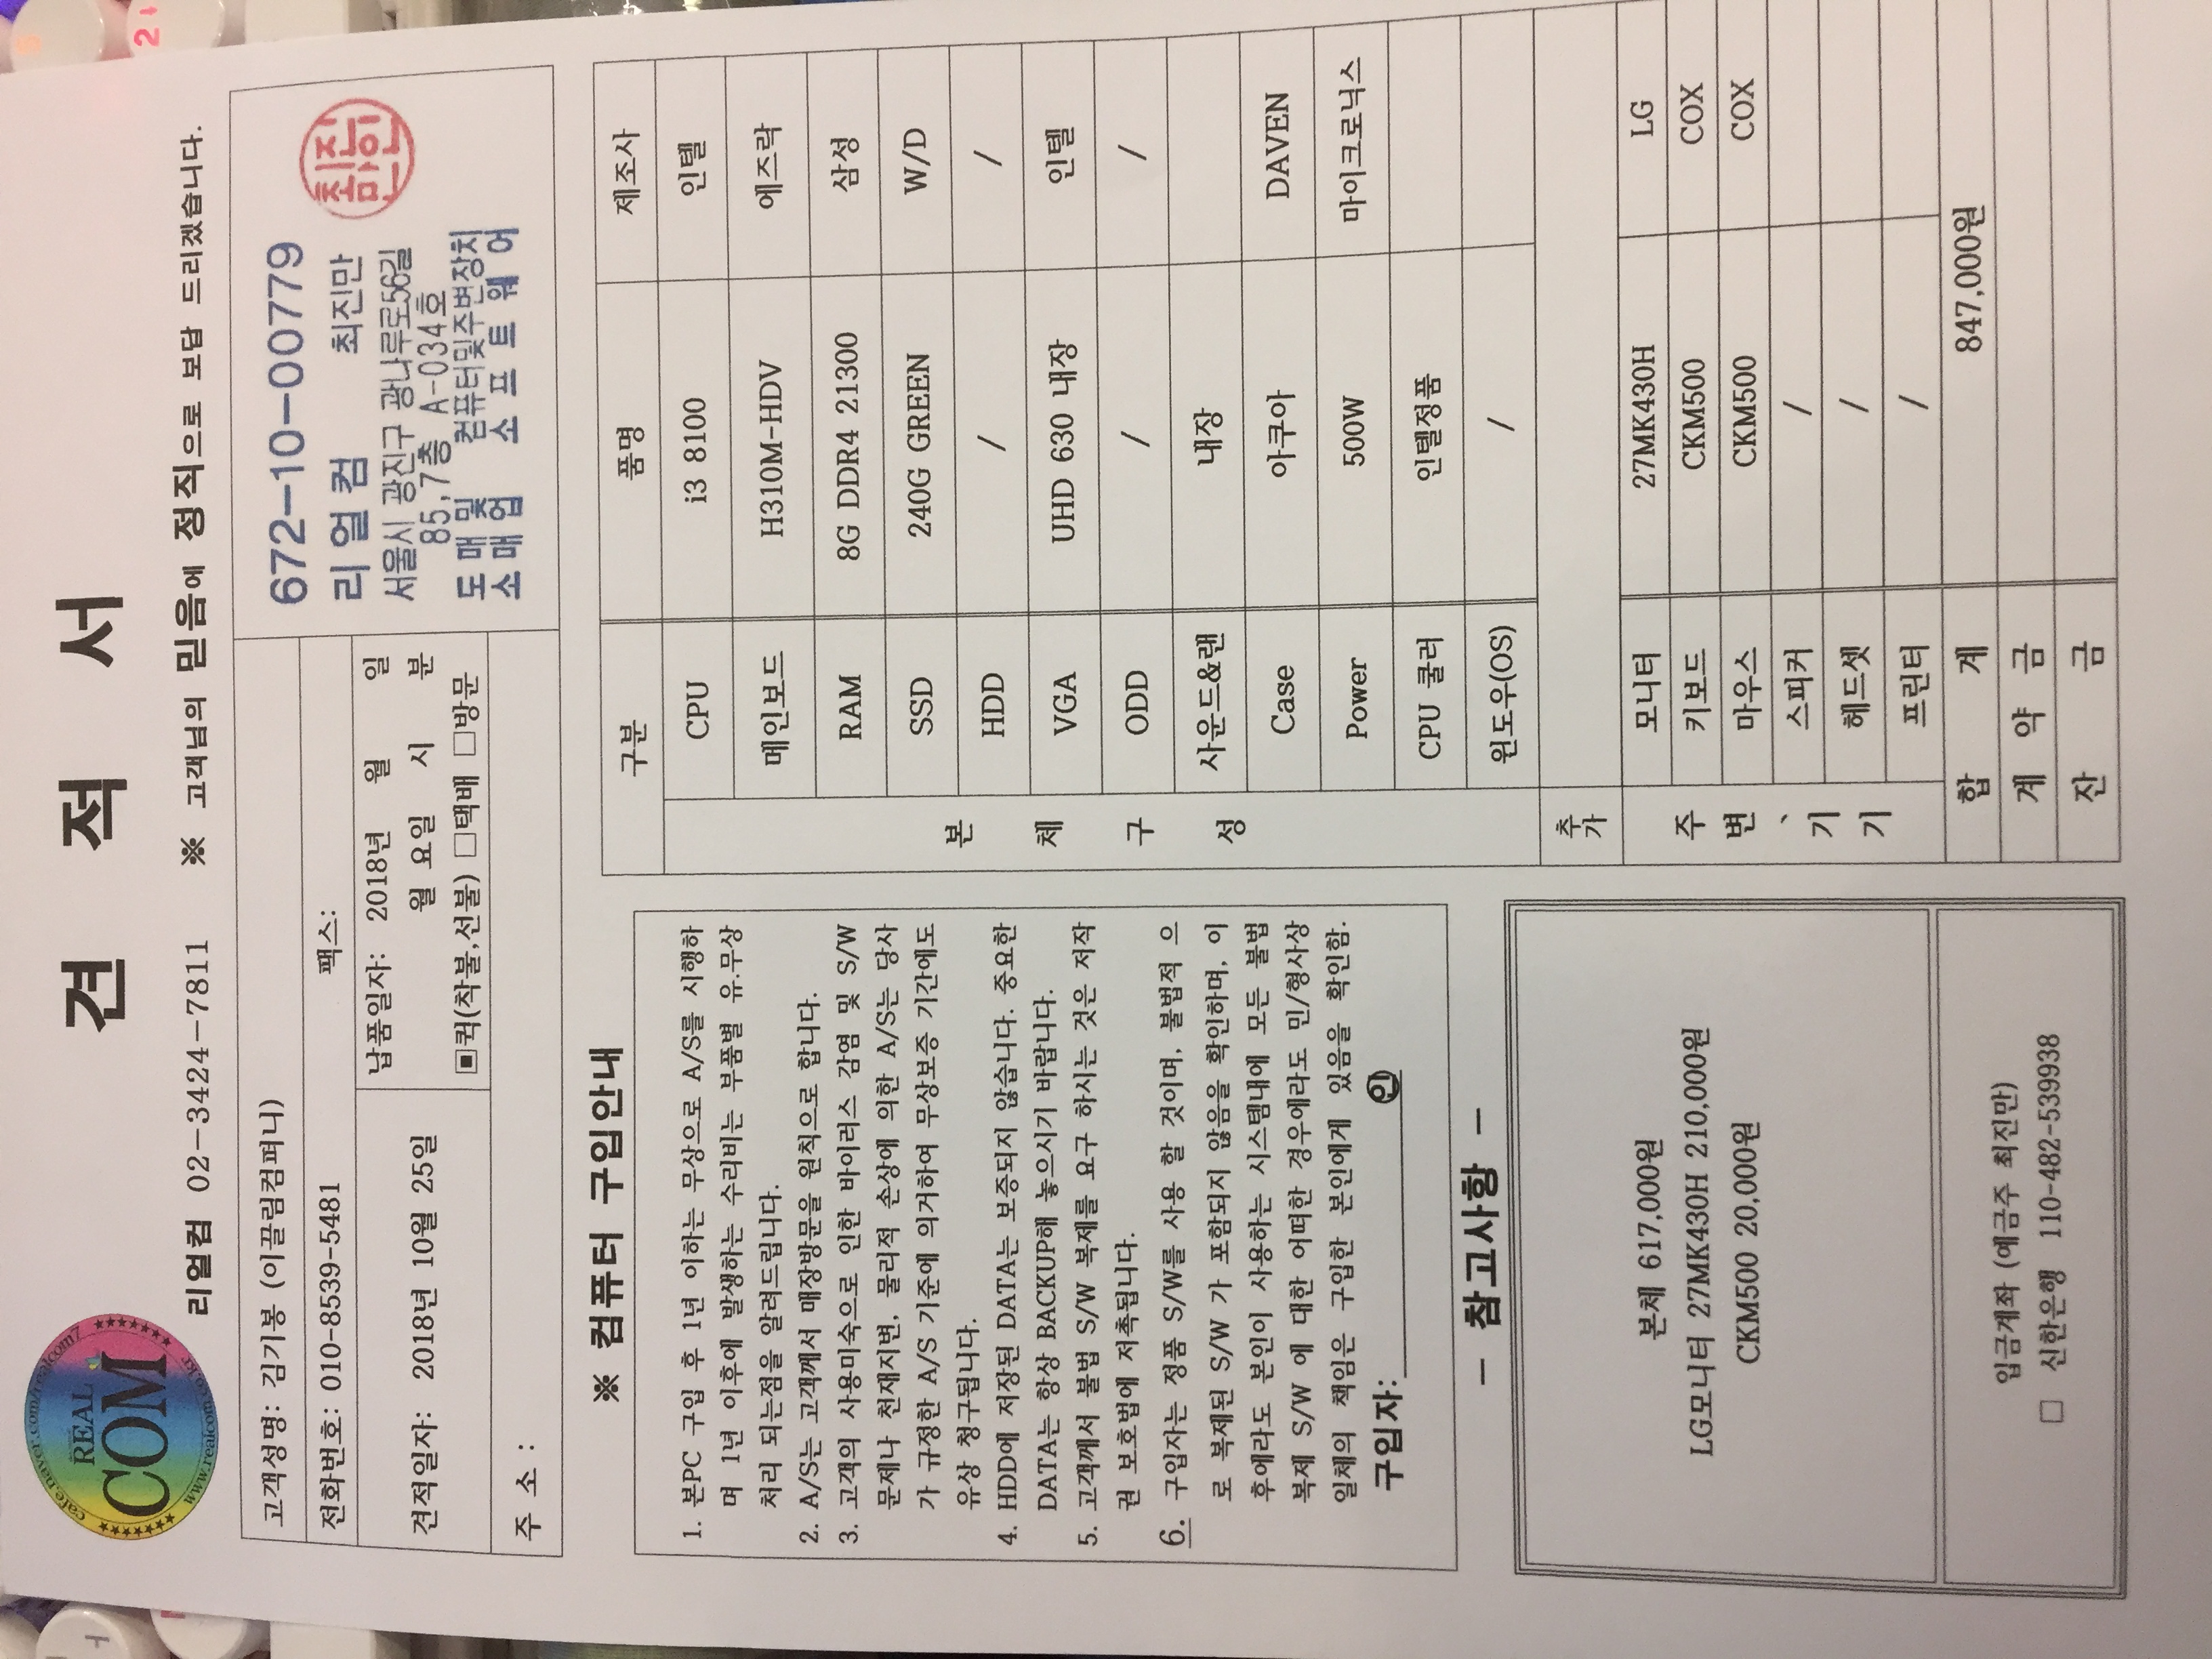 견 적 서
cafe.naver.com/realcom7
REAL
COM
www.realcom.co.kr
리얼컴 02-3424-7811 ※ 고객님의 믿음에 정직으로 보답 드리겠습니다.
고객성명: 김기봉 (이끌림컴퍼니)
전화번호: 010-8539-5481 팩스:
견적일자: 2018년 10월 25일
납품일자: 2018년 월 일
월 요일 시 분
▣퀵(착불,선불) □택배 □방문
주 소 :
672-10-00779
리얼컴 최진만
서울시 광진구 광나루로56길
85,7층 A-034호
도매및 컴퓨터및주변장치
소매업 소프트웨어
※ 컴퓨터 구입안내
1. 본PC 구입 후 1년 이하는 무상으로 A/S를 시행하
며 1년 이후에 발생하는 수리비는 부품별 유.무상
처리 되는점을 알려드립니다.
2. A/S는 고객께서 매장방문을 원칙으로 합니다.
3. 고객의 사용미숙으로 인한 바이러스 감염 및 S/W
문제나 천재지변, 물리적 손상에 의한 A/S는 당사
가 규정한 A/S 기준에 의거하여 무상보증 기간에도
유상 청구됩니다.
4. HDD에 저장된 DATA는 보증되지 않습니다. 중요한
DATA는 항상 BACKUP해 놓으시기 바랍니다.
5. 고객께서 불법 S/W 복제를 요구 하시는 것은 저작
권 보호법에 저촉됩니다.
6. 구입자는 정품 S/W를 사용 할 것이며, 불법적 으
로 복제된 S/W 가 포함되지 않음을 확인하며, 이
후에라도 본인이 사용하는 시스템내에 모든 불법
복제 S/W 에 대한 어떠한 경우에라도 민/형사상
일체의 책임은 구입한 본인에게 있음을 확인함.
구입자: ㊞
- 참고사항 -
본체 617,000원
LG모니터 27MK430H 210,000원
CKM500 20,000원
입금계좌 (예금주 최진만)
□ 신한은행 110-482-539938
구분 품명 제조사
본 체 구 성
CPU i3 8100 인텔
메인보드 H310M-HDV 에즈락
RAM 8G DDR4 21300 삼성
SSD 240G GREEN W/D
HDD / /
VGA UHD 630 내장 인텔
ODD / /
사운드&랜 내장
Case 아쿠아 DAVEN
Power 500W 마이크로닉스
CPU 쿨러 인텔정품
윈도우(OS) /
추가
주 변 、 기 기
모니터 27MK430H LG
키보드 CKM500 COX
마우스 CKM500 COX
스피커 /
헤드셋 /
프린터 /
합 계 847,000원
계 약 금
잔 금